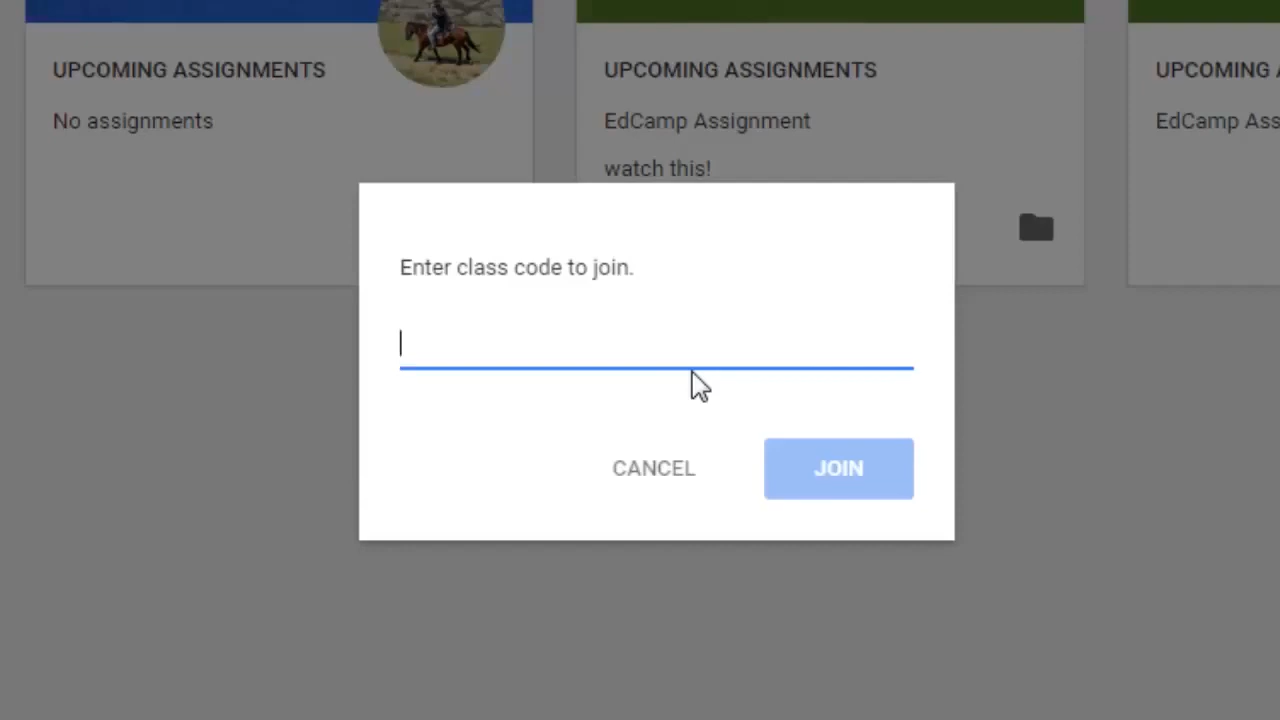 UPCOMING ASSIGNMENTS
No assignments
UPCOMING ASSIGNMENTS
EdCamp Assignment
watch this!
UPCOMING
EdCamp
Enter class code to join.
CANCEL
JOIN